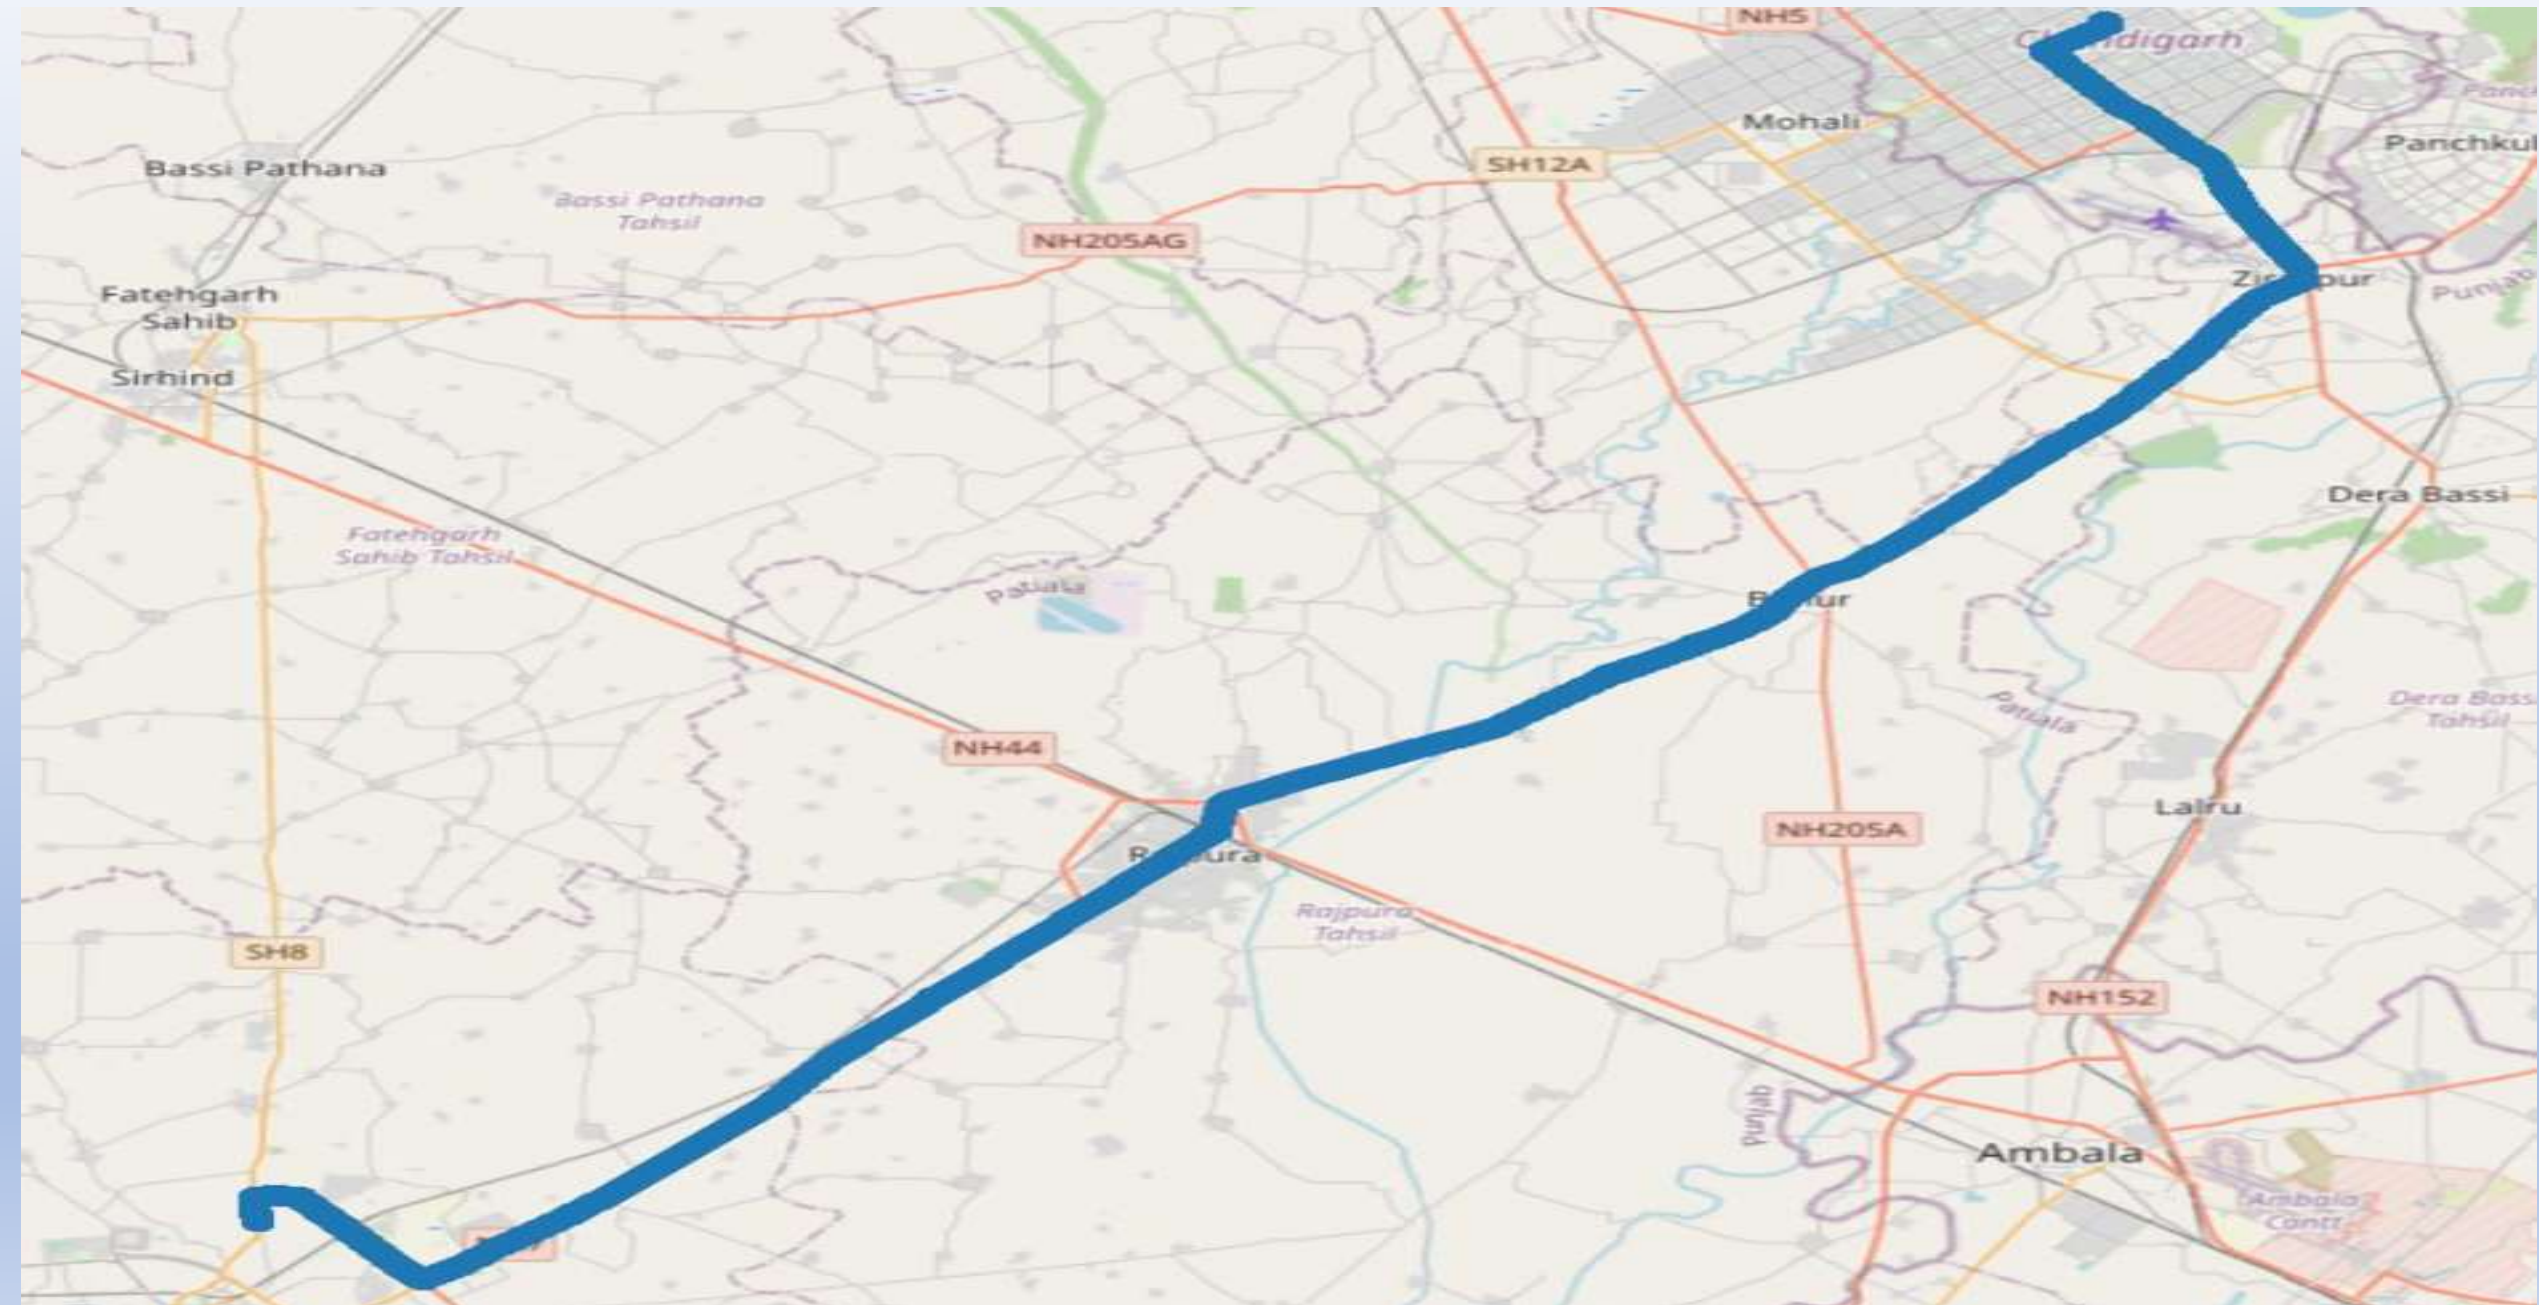 NH5
Mohali
Panchkul
SH12A
Bassi Pathana
Bassi Pathana
Tahsil
NH205AG
Fatehgarh
Sahib
Sirhind
Punjab
Dera Bassi
Fatehgarh
Sahib Tahsil
Patiala
Patiala
Dera Bass
Tahsil
NH44
Lalru
NH205A
Rajpura
Tahsil
SH8
NH152
Punjab
Ambala
Ambala
Cantt